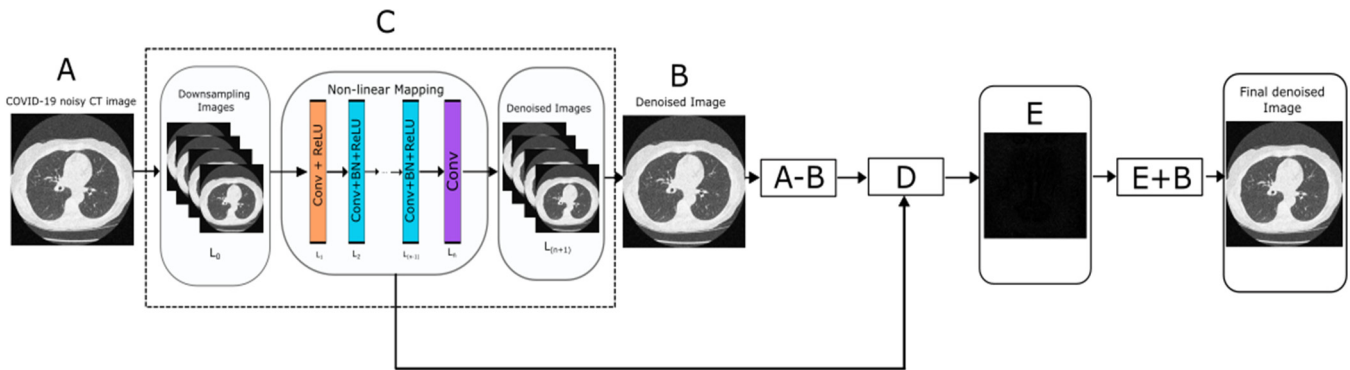 C
A
COVID-19 noisy CT image
Downsampling
Images
L0
Non-linear Mapping
Conv + ReLU
Conv+BN+ReLU
...
Conv+BN+ReLU
Conv
L1
L2
L(n-1)
Ln
Denoised Images
L(n+1)
B
Denoised Image
A-B
D
E
E+B
Final denoised
Image